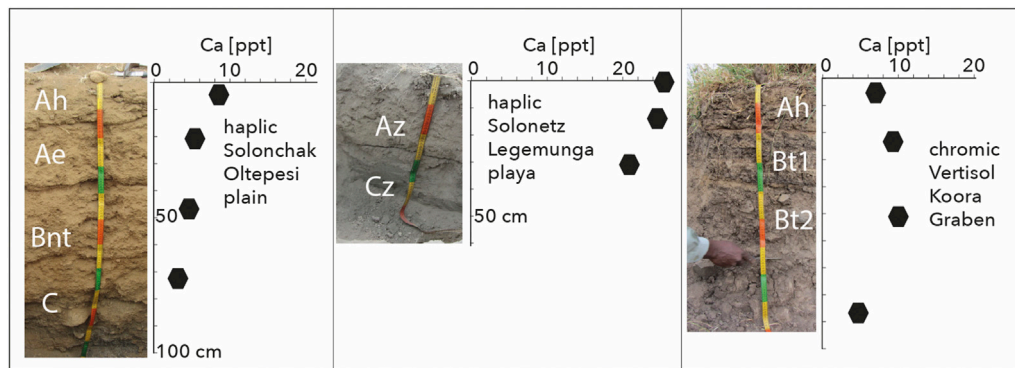 Ca [ppt]
0 10 20
Ah
Ae
Bnt
C
haplic
Solonchak
Oltepesi
plain
50
100 cm
Ca [ppt]
0 10 20
Az
Cz
haplic
Solonetz
Legemunga
playa
50 cm
Ca [ppt]
0 10 20
Ah
Bt1
Bt2
chromic
Vertisol
Koora
Graben